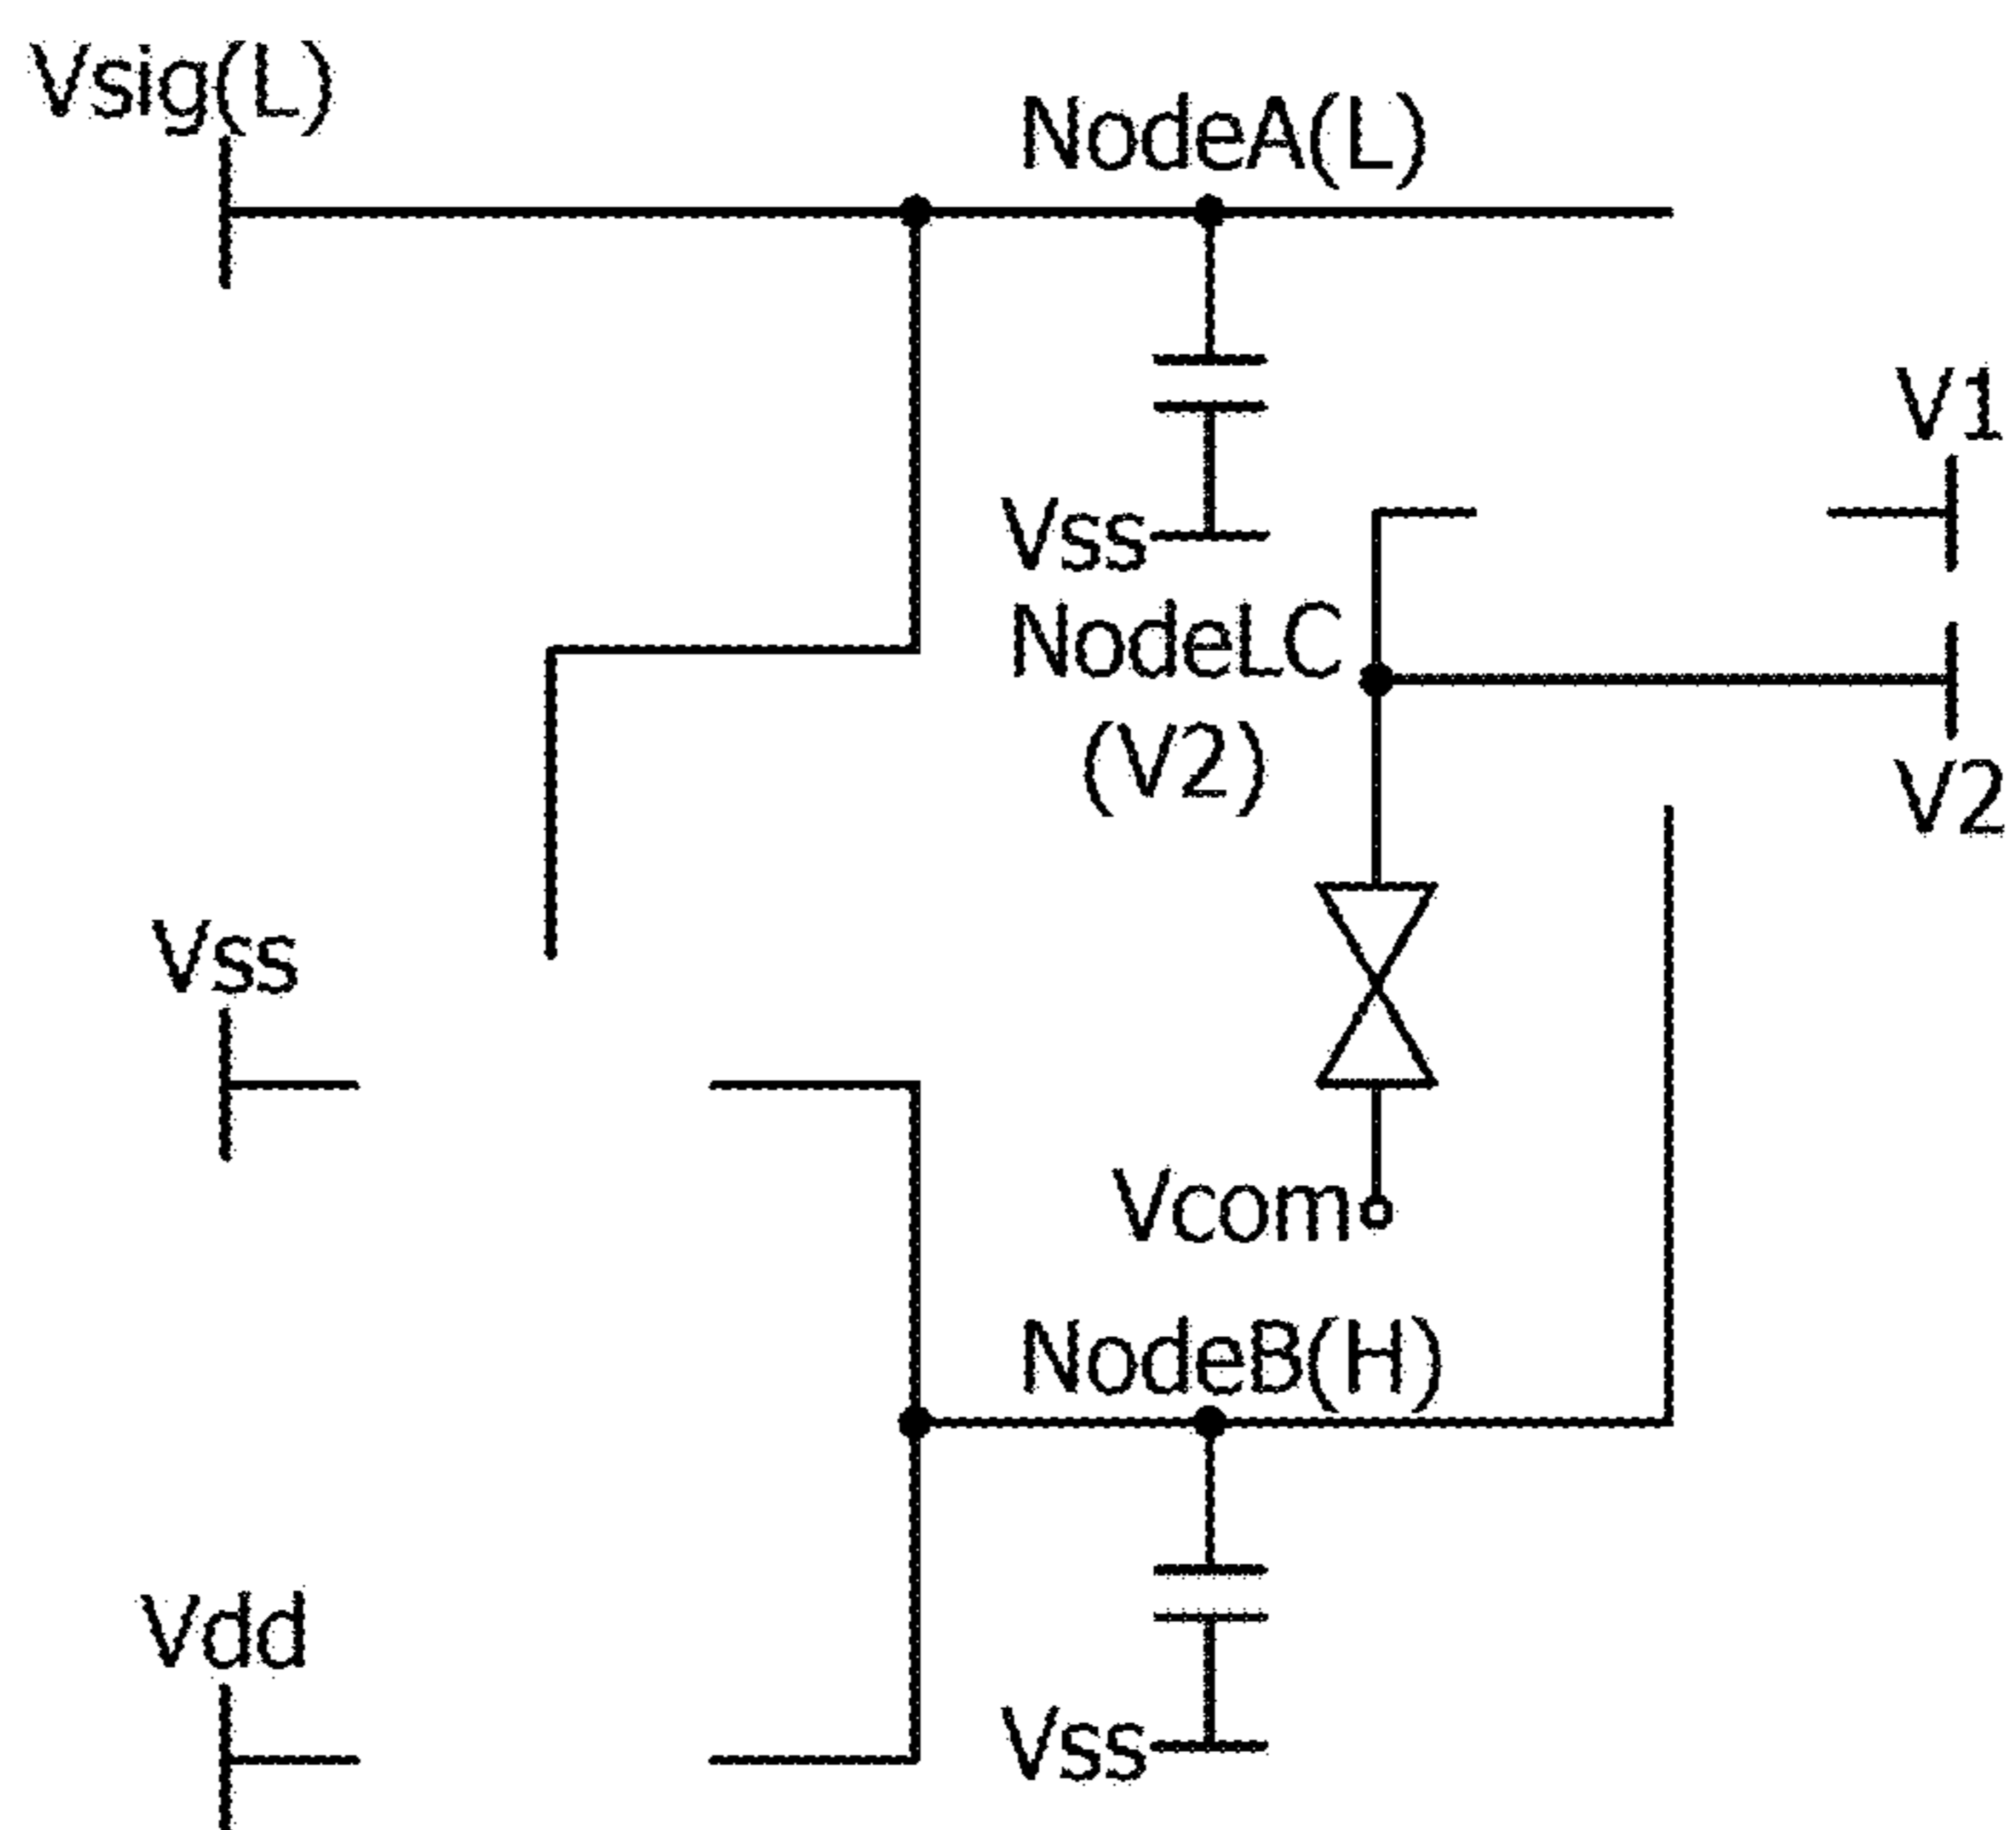 Vsig(L)
NodeA(L)
V1
Vss
NodeLC
(V2)
V2
Vss
Vcom
NodeB(H)
Vdd
Vss